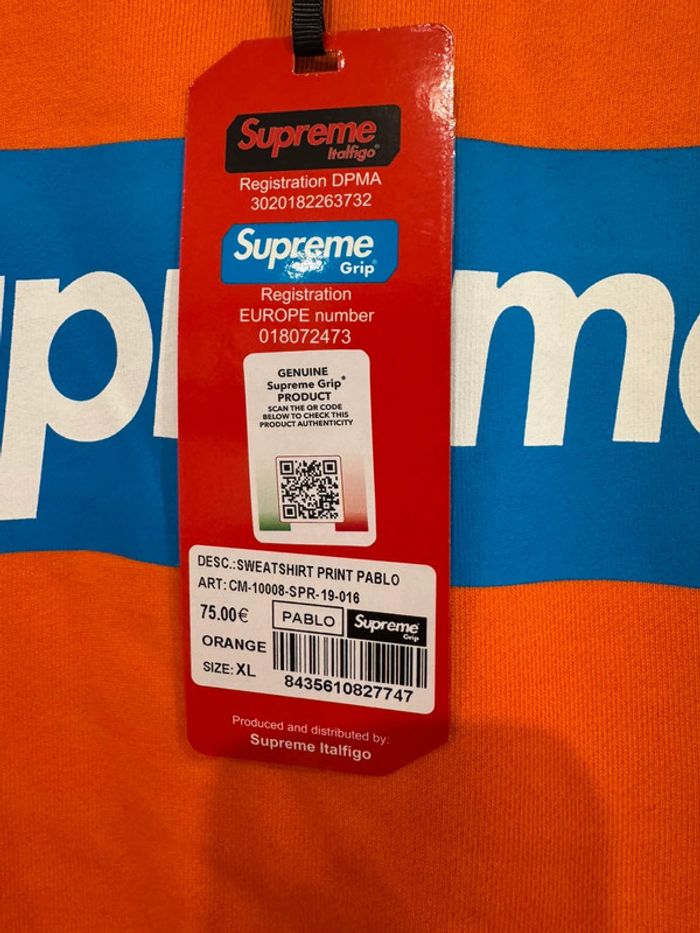 Supreme
Italfigo®
Registration DPMA
3020182263732
Supreme
Grip®
Registration
EUROPE number
018072473
GENUINE
Supreme Grip®
PRODUCT
SCAN THE QR CODE
BELOW TO CHECK THIS
PRODUCT AUTHENTICITY
DESC.:SWEATSHIRT PRINT PABLO
ART: CM-10008-SPR-19-016
75.00€ PABLO Supreme
Grip
ORANGE
SIZE: XL
8435610827747
Produced and distributed by:
Supreme Italfigo